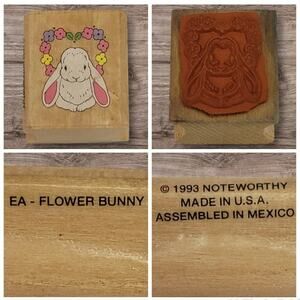 EA - FLOWER BUNNY
© 1993 NOTEWORTHY
MADE IN U.S.A.
ASSEMBLED IN MEXICO